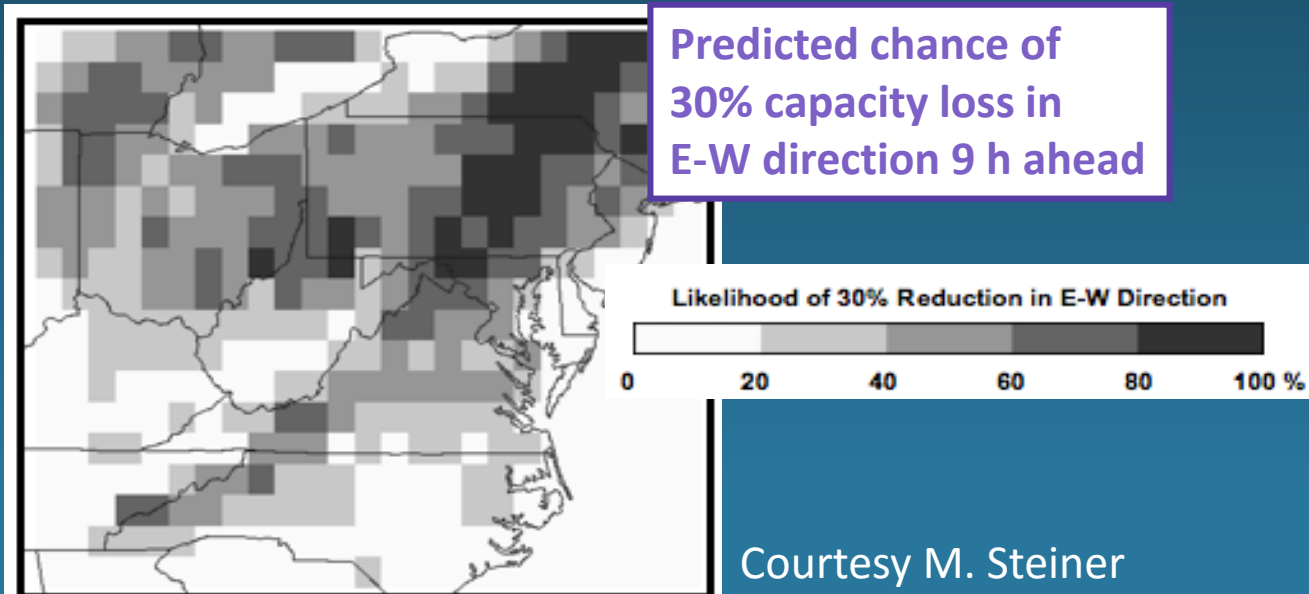 Predicted chance of
30% capacity loss in
E-W direction 9 h ahead
Likelihood of 30% Reduction in E-W Direction
0 20 40 60 80 100 %
Courtesy M. Steiner